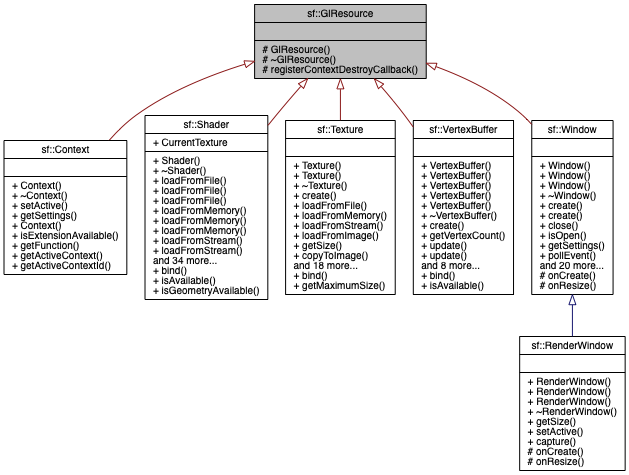 sf::GlResource
# GlResource()
# ~GlResource()
# registerContextDestroyCallback()
sf::Context
+ Context()
+ ~Context()
+ setActive()
+ getSettings()
+ Context()
+ isExtensionAvailable()
+ getFunction()
+ getActiveContext()
+ getActiveContextId()
sf::Shader
+ CurrentTexture
+ Shader()
+ ~Shader()
+ loadFromFile()
+ loadFromFile()
+ loadFromFile()
+ loadFromMemory()
+ loadFromMemory()
+ loadFromMemory()
+ loadFromStream()
+ loadFromStream()
and 34 more...
+ bind()
+ isAvailable()
+ isGeometryAvailable()
sf::Texture
+ Texture()
+ Texture()
+ ~Texture()
+ create()
+ loadFromFile()
+ loadFromMemory()
+ loadFromStream()
+ loadFromImage()
+ getSize()
+ copyToImage()
and 18 more...
+ bind()
+ getMaximumSize()
sf::VertexBuffer
+ VertexBuffer()
+ VertexBuffer()
+ VertexBuffer()
+ VertexBuffer()
+ VertexBuffer()
+ ~VertexBuffer()
+ create()
+ getVertexCount()
+ update()
+ update()
and 8 more...
+ bind()
+ isAvailable()
sf::Window
+ Window()
+ Window()
+ Window()
+ ~Window()
+ create()
+ create()
+ close()
+ isOpen()
+ getSettings()
+ pollEvent()
and 20 more...
# onCreate()
# onResize()
sf::RenderWindow
+ RenderWindow()
+ RenderWindow()
+ RenderWindow()
+ ~RenderWindow()
+ getSize()
+ setActive()
+ capture()
# onCreate()
# onResize()